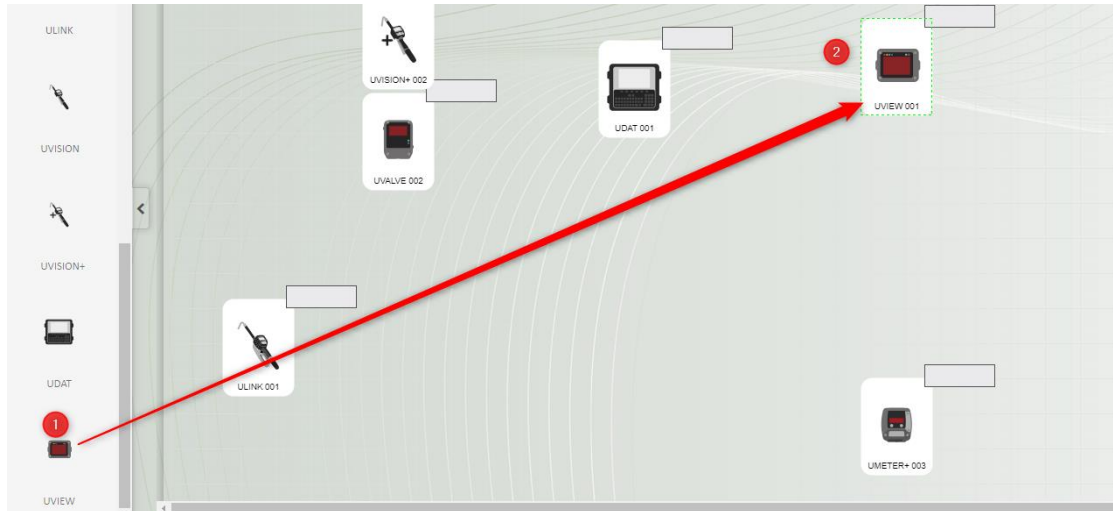 ULINK
UVISION
UVISION+
UDAT
1
UVIEW
UVISION+ 002
UVALVE 002
ULINK 001
UDAT 001
2
UVIEW 001
UMETER+ 003